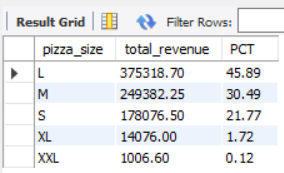 Result Grid Filter Rows:
pizza_size total_revenue PCT
L 375318.70 45.89
M 249382.25 30.49
S 178076.50 21.77
XL 14076.00 1.72
XXL 1006.60 0.12